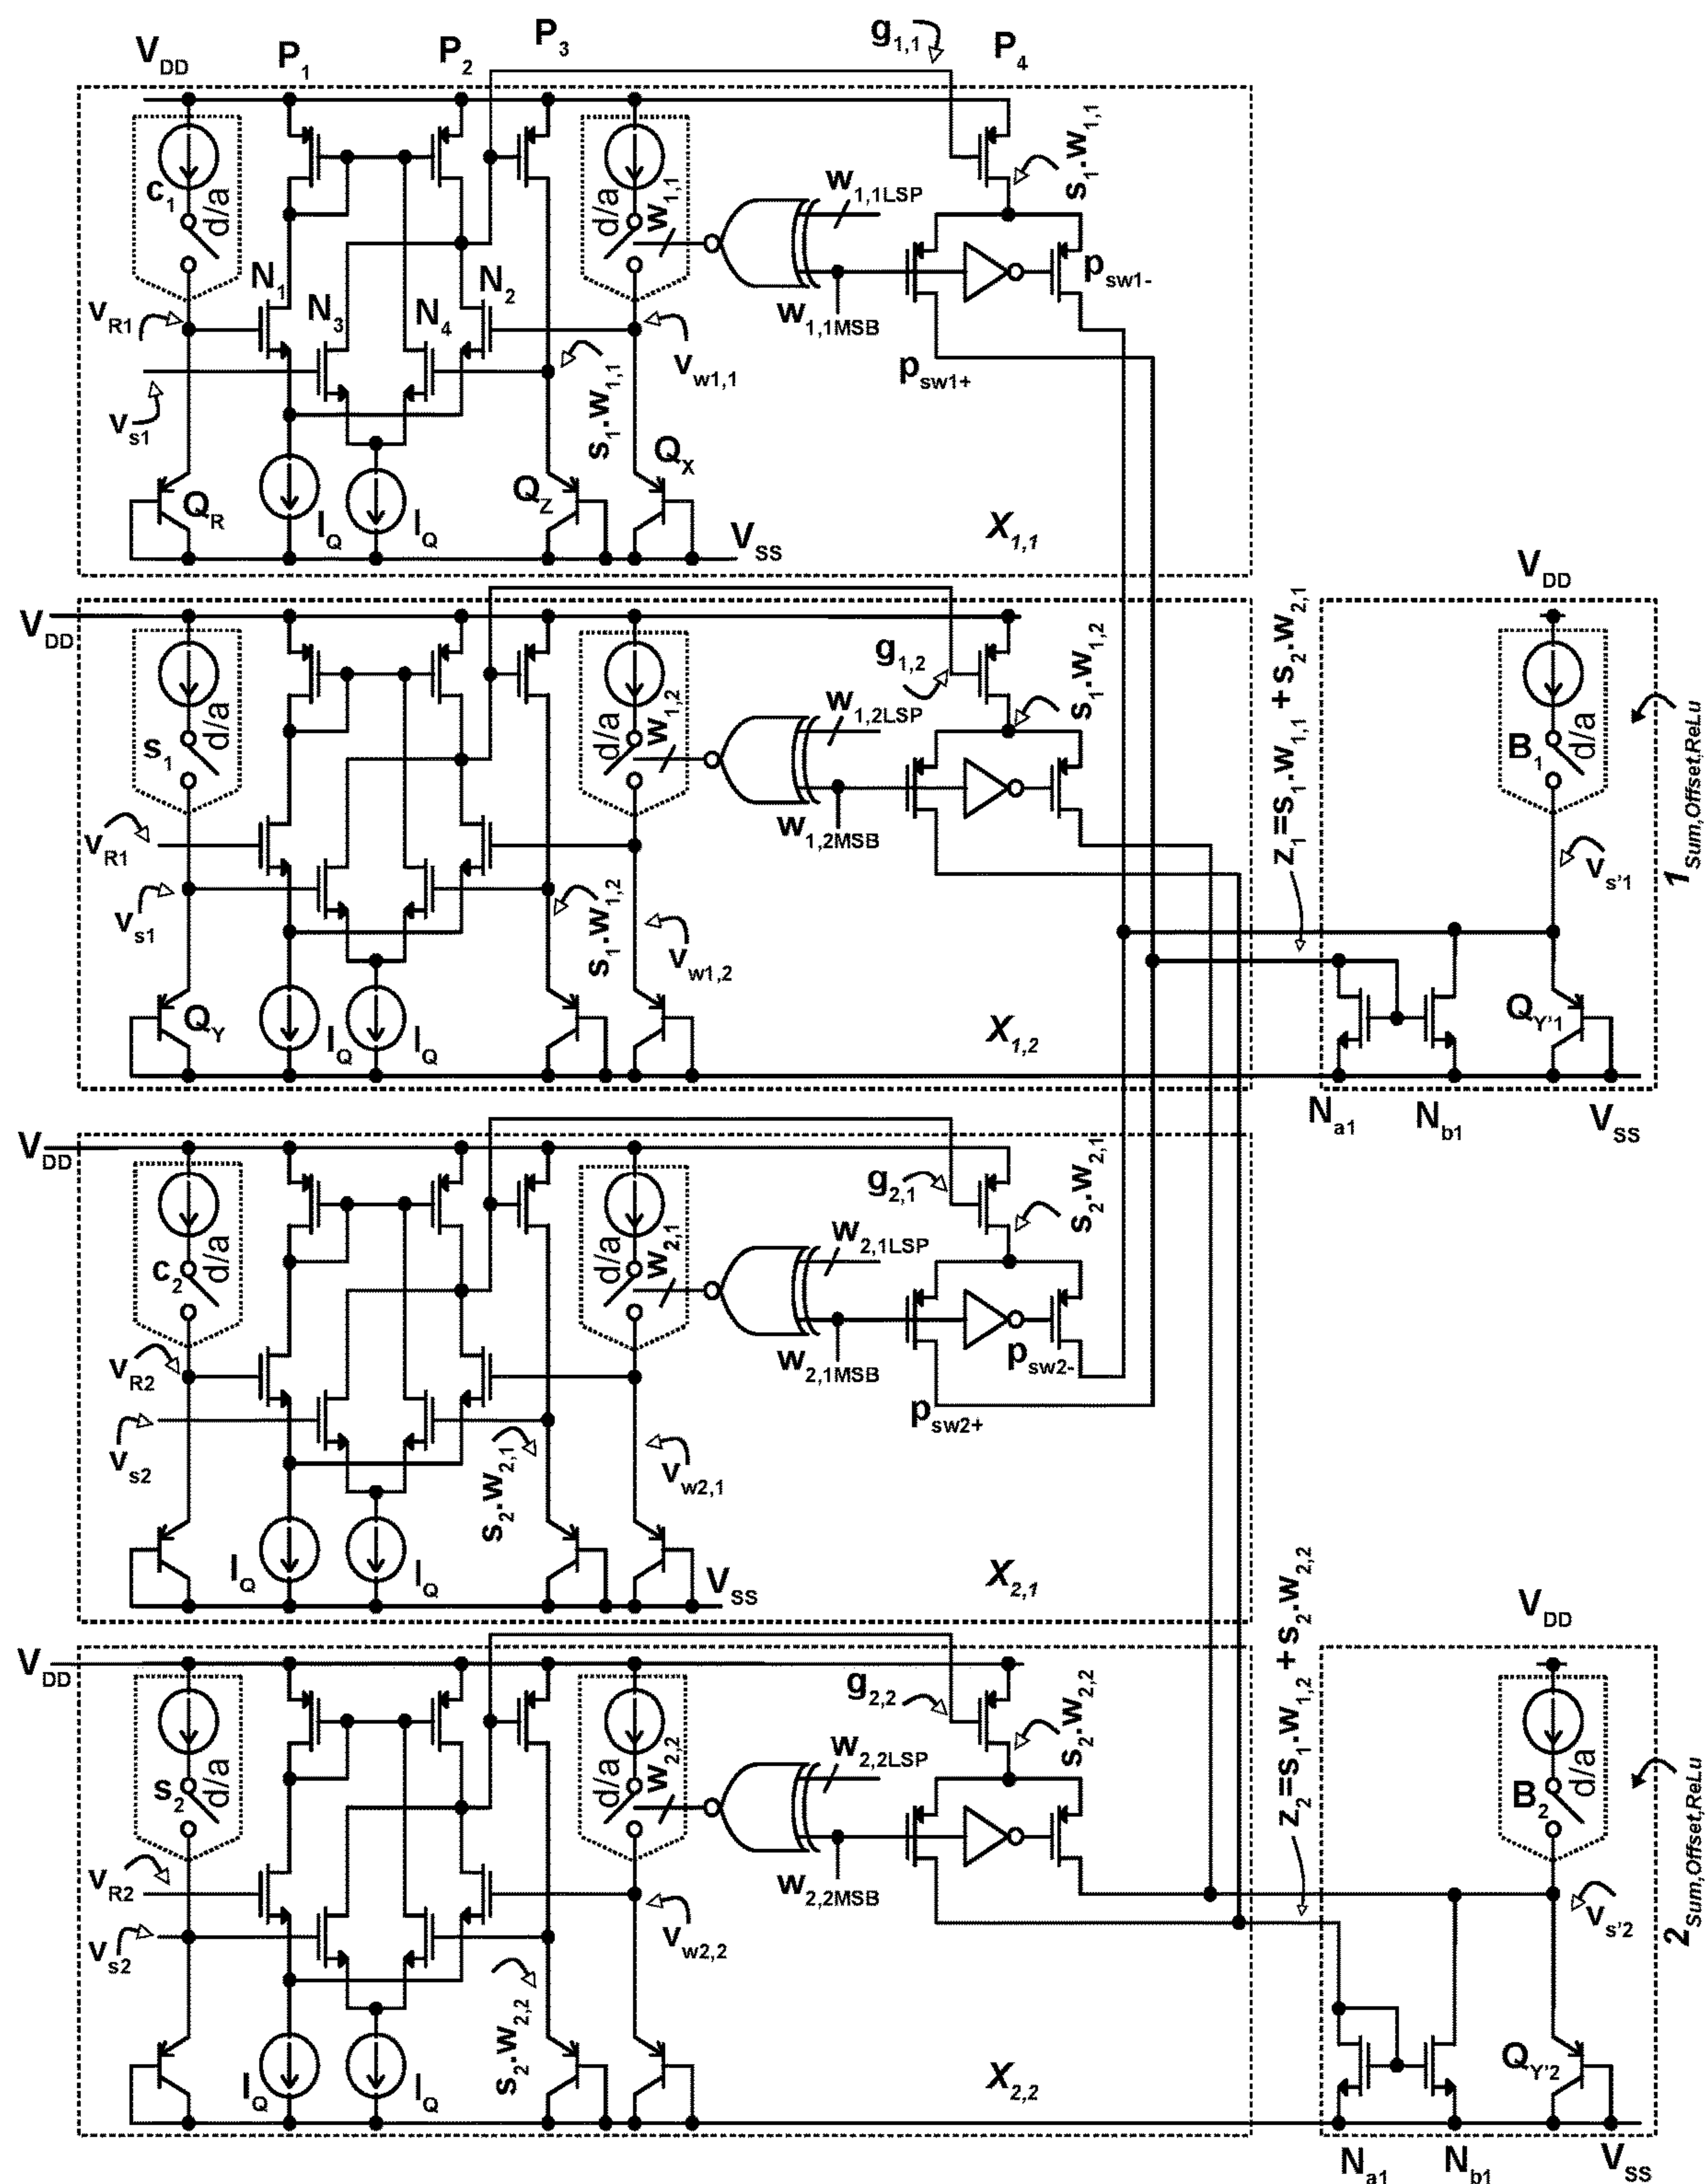 g1,1
VDD P1 P2 P3 P4
c1 d/a
d/a w1,1
w1,1LSP
s1.w1,1
N1 N3 N4 N2
psw1-
vR1
w1,1MSB
psw1+
vw1,1
vs1
s1.w1,1
QR IQ IQ QZ QX
X1,1
VSS
VDD
s1 d/a
d/a w1,2
w1,2LSP
g1,2
s1.w1,2
vR1
w1,2MSB
vs1
s1.w1,2
vw1,2
QY IQ IQ
X1,2
z1=s1.w1,1 + s2.w2,1
VDD
B1 d/a
vs'1
1Sum,Offset,ReLu
QY'1
Na1 Nb1 VSS
VDD
c2 d/a
d/a w2,1
w2,1LSP
g2,1
s2.w2,1
vR2
w2,1MSB
psw2-
psw2+
vs2
s2.w2,1
vw2,1
IQ IQ
VSS
X2,1
VDD
s2 d/a
d/a w2,2
w2,2LSP
g2,2
s2.w2,2
vR2
w2,2MSB
vs2
s2.w2,2
vw2,2
IQ IQ
X2,2
z2=s1.w1,2 + s2.w2,2
VDD
B2 d/a
vs'2
2Sum,Offset,ReLu
QY'2
Na1 Nb1 VSS